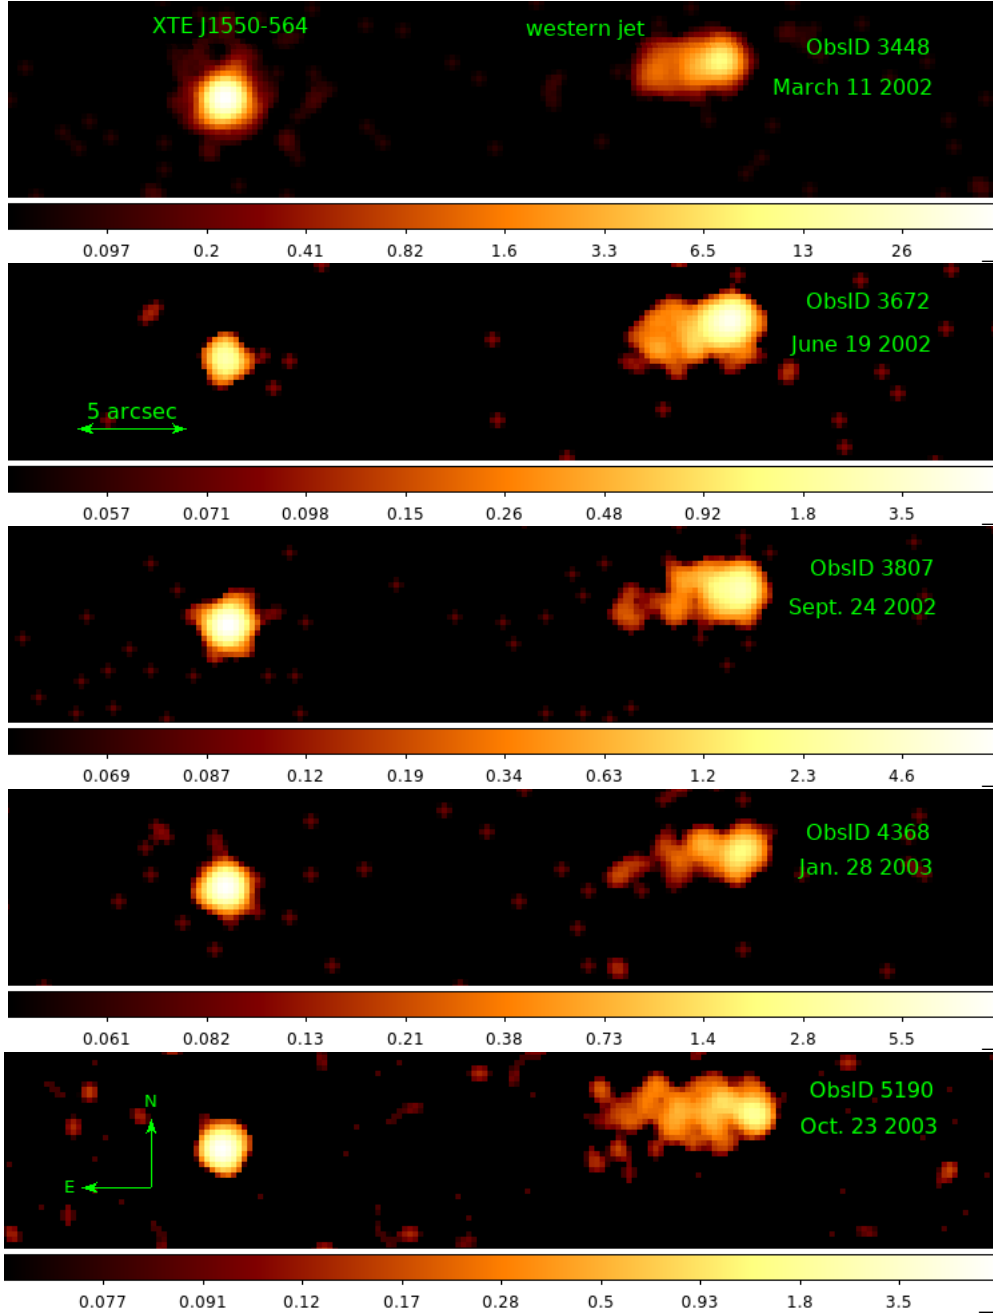 XTE J1550-564 western jet
ObsID 3448
March 11 2002
0.097 0.2 0.41 0.82 1.6 3.3 6.5 13 26
ObsID 3672
June 19 2002
5 arcsec
0.057 0.071 0.098 0.15 0.26 0.48 0.92 1.8 3.5
ObsID 3807
Sept. 24 2002
0.069 0.087 0.12 0.19 0.34 0.63 1.2 2.3 4.6
ObsID 4368
Jan. 28 2003
0.061 0.082 0.13 0.21 0.38 0.73 1.4 2.8 5.5
ObsID 5190
N
Oct. 23 2003
E
0.077 0.091 0.12 0.17 0.28 0.5 0.93 1.8 3.5